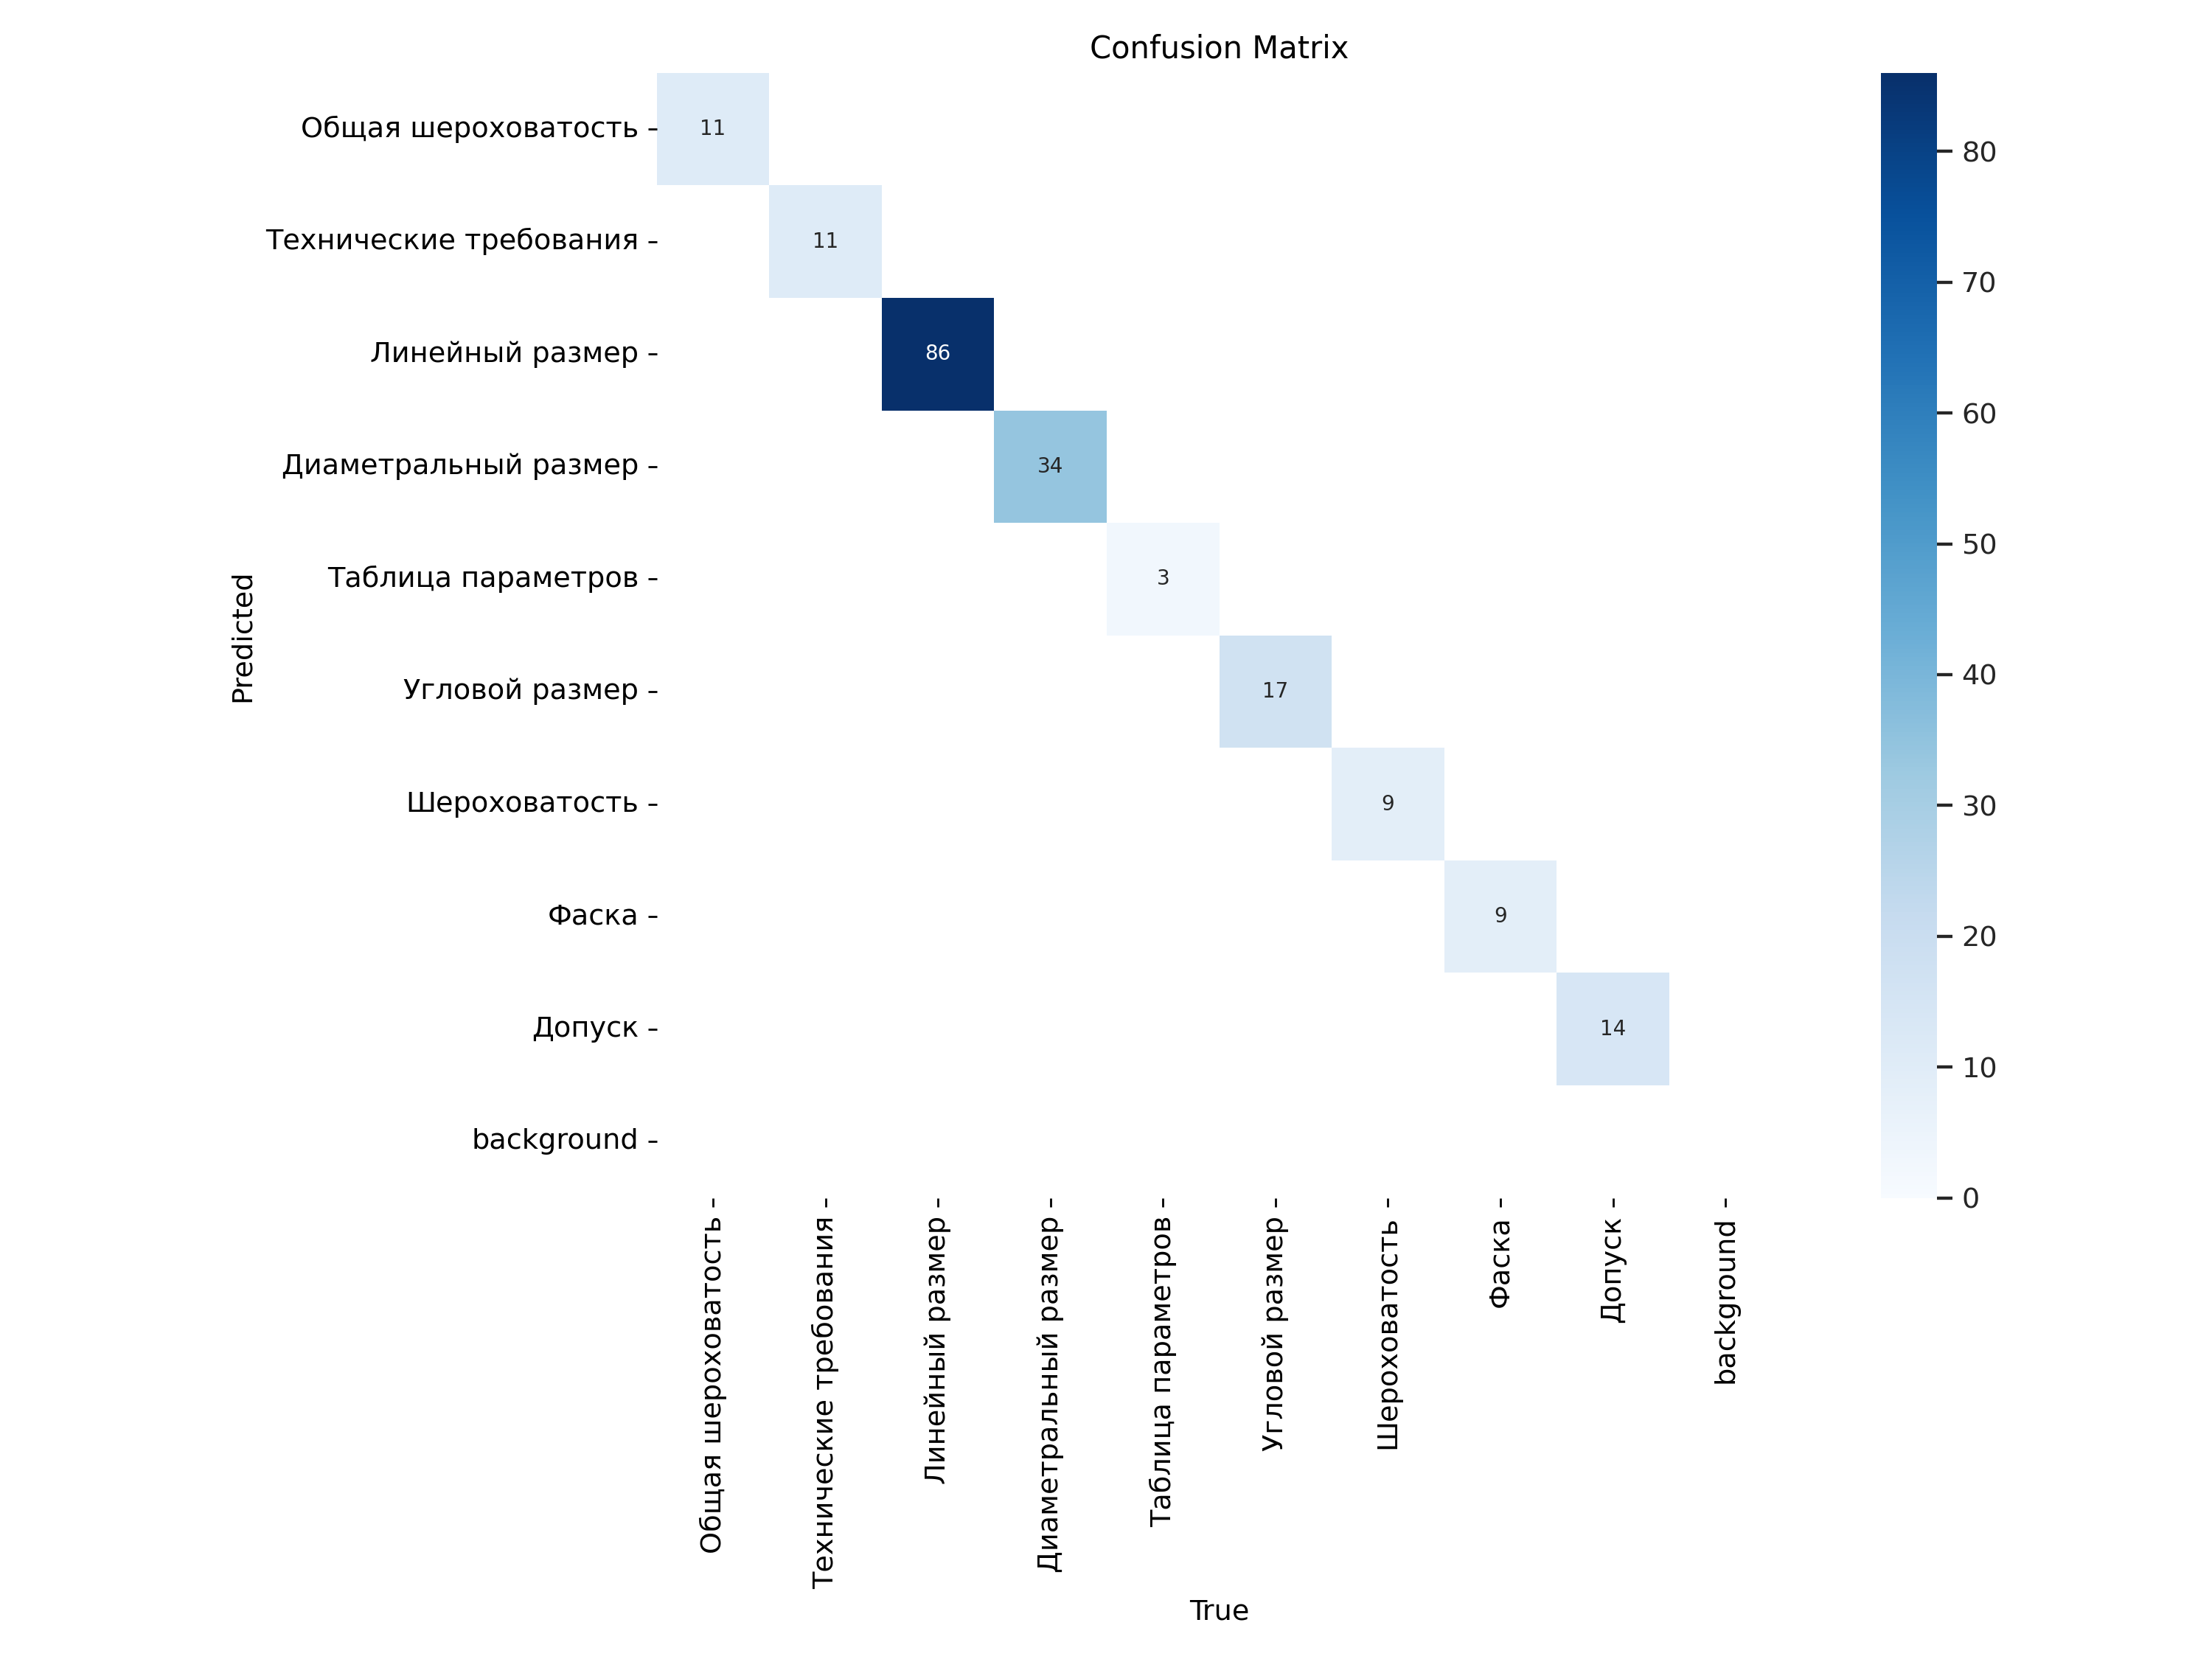 Confusion Matrix
Общая шероховатость
11
Технические требования
11
Линейный размер
86
Диаметральный размер
34
Таблица параметров
3
Угловой размер
17
Шероховатость
9
Фаска
9
Допуск
14
background
Predicted
Общая шероховатость
Технические требования
Линейный размер
Диаметральный размер
Таблица параметров
Угловой размер
Шероховатость
Фаска
Допуск
background
True
80
70
60
50
40
30
20
10
0